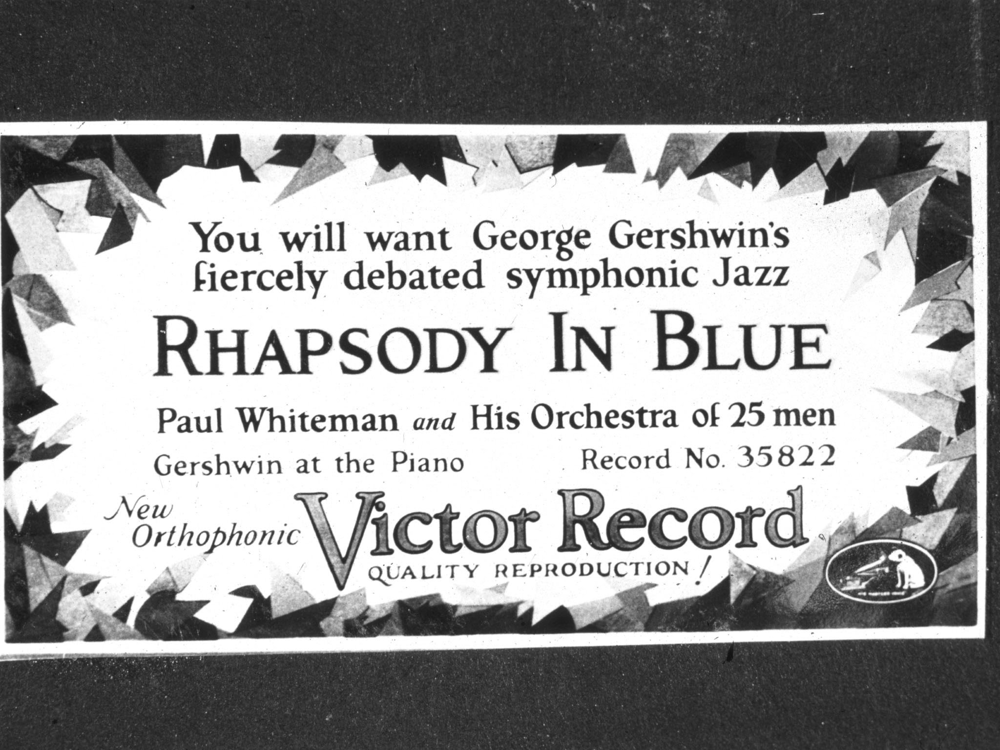 You will want George Gershwin's
fiercely debated symphonic Jazz
RHAPSODY IN BLUE
Paul Whiteman and His Orchestra of 25 men
Gershwin at the Piano Record No. 35822
New
Orthophonic Victor Record
QUALITY REPRODUCTION!